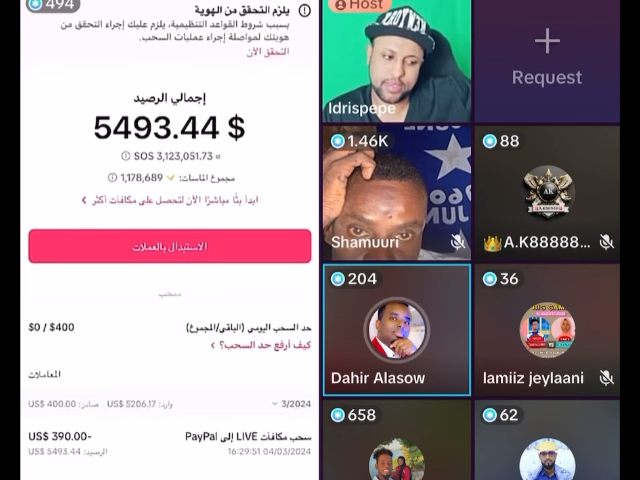 494
يلزم التحقق من الهوية
بسبب شروط القواعد التنظيمية، يلزم عليك إجراء التحقق من
هويتك لمواصلة إجراء عمليات السحب.
التحقق الآن
إجمالي الرصيد
5493.44 $
≈ SOS 3,123,051.73
مجموع الماسات: 1,178,689
ابدأ بثًا مباشرًا الآن لتحصل على مكافآت أكثر
الاستبدال بالعملات
سحب
حد السحب اليومي (الباقي/المجموع)
$0 / $400
كيف أرفع حد السحب؟
المعاملات
3/2024
وارد: US$ 5206.17
صادر: US$ 400.00
سحب مكافآت LIVE إلى PayPal
US$ 390.00-
04/03/2024 16:29:51
الرصيد: US$ 5493.44
Host
Idrispepe
+
Request
1.46K
Shamuuri
88
A.K88888...
204
Dahir Alasow
36
lamiiz jeylaani
658
62